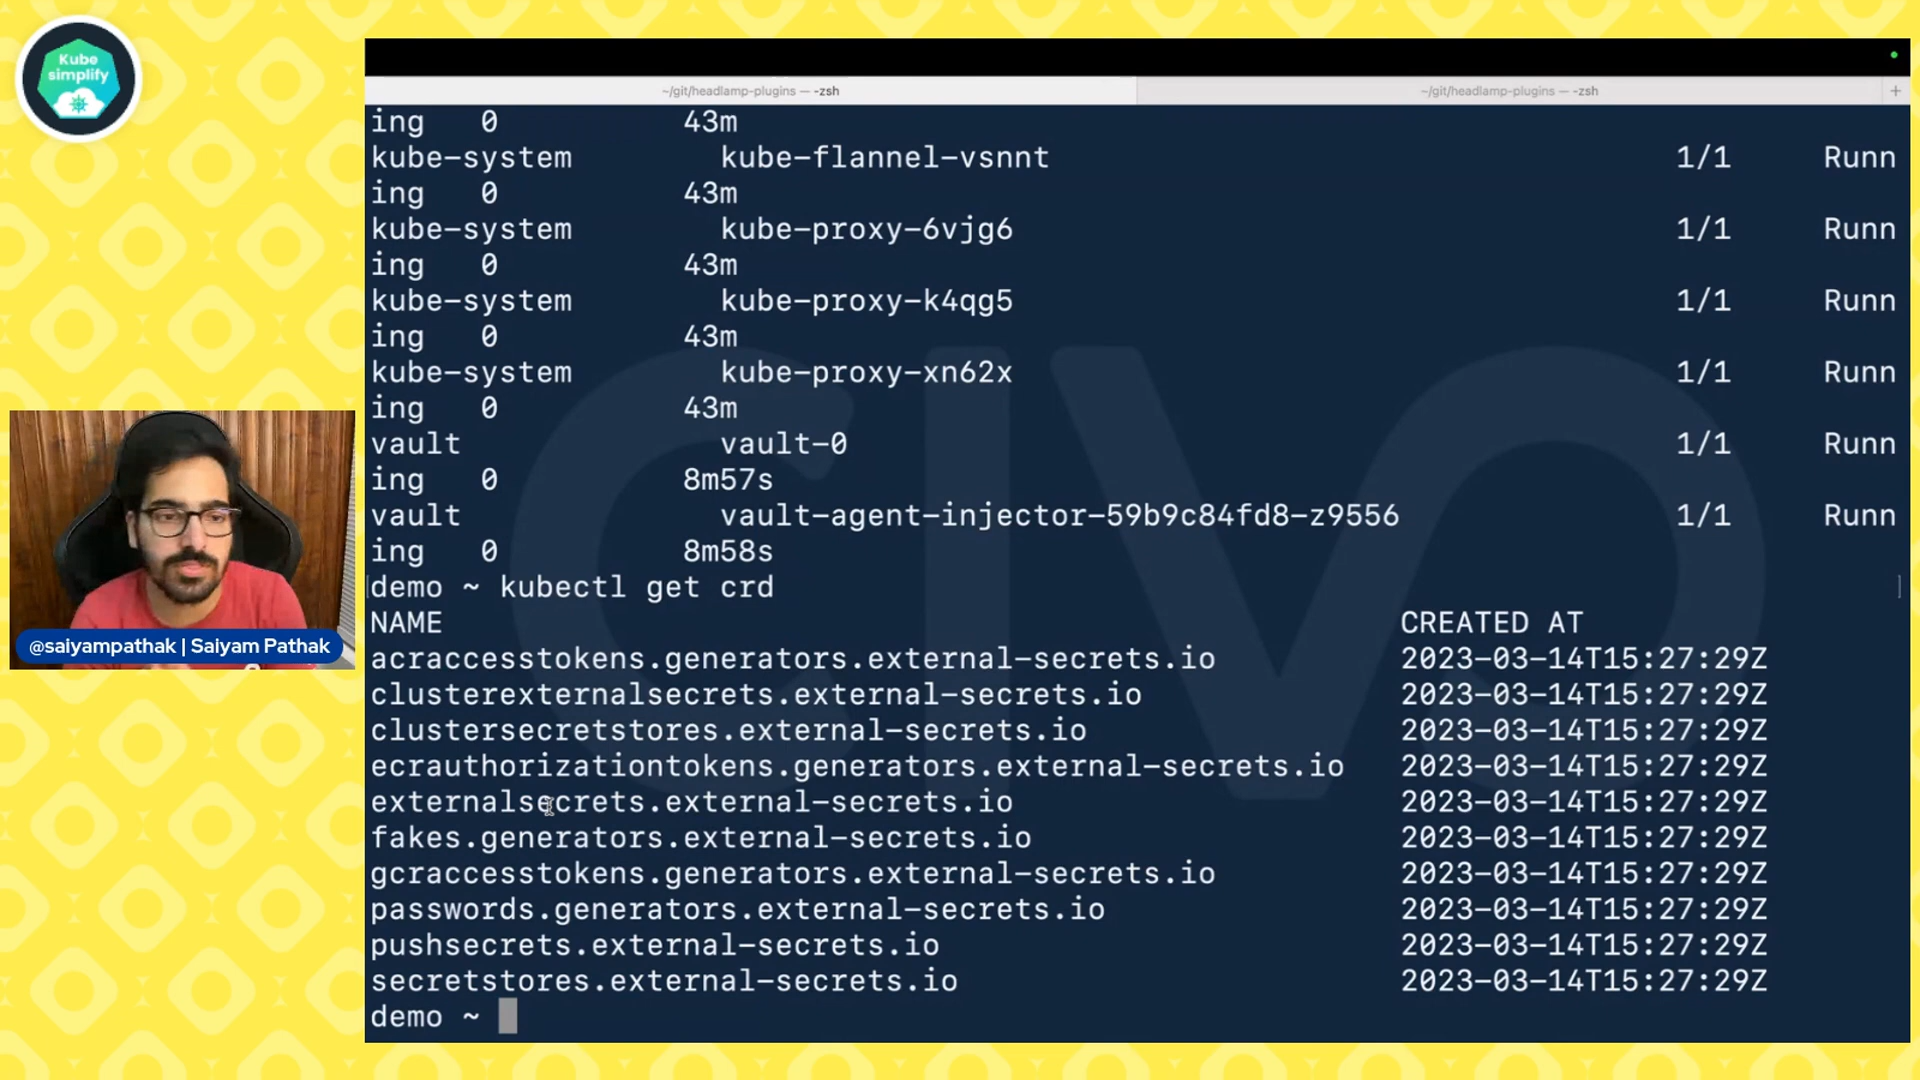 Kube
simplify
~/git/headlamp-plugins — -zsh
~/git/headlamp-plugins — -zsh
+
ing 0 43m
kube-system kube-flannel-vsnnt 1/1 Runn
ing 0 43m
kube-system kube-proxy-6vjg6 1/1 Runn
ing 0 43m
kube-system kube-proxy-k4qg5 1/1 Runn
ing 0 43m
kube-system kube-proxy-xn62x 1/1 Runn
ing 0 43m
vault vault-0 1/1 Runn
ing 0 8m57s
vault vault-agent-injector-59b9c84fd8-z9556 1/1 Runn
ing 0 8m58s
demo ~ kubectl get crd
NAME CREATED AT
acraccesstokens.generators.external-secrets.io 2023-03-14T15:27:29Z
clusterexternalsecrets.external-secrets.io 2023-03-14T15:27:29Z
clustersecretstores.external-secrets.io 2023-03-14T15:27:29Z
ecrauthorizationtokens.generators.external-secrets.io 2023-03-14T15:27:29Z
externalsecrets.external-secrets.io 2023-03-14T15:27:29Z
fakes.generators.external-secrets.io 2023-03-14T15:27:29Z
gcraccesstokens.generators.external-secrets.io 2023-03-14T15:27:29Z
passwords.generators.external-secrets.io 2023-03-14T15:27:29Z
pushsecrets.external-secrets.io 2023-03-14T15:27:29Z
secretstores.external-secrets.io 2023-03-14T15:27:29Z
demo ~
CIVO
@saiyampathak | Saiyam Pathak